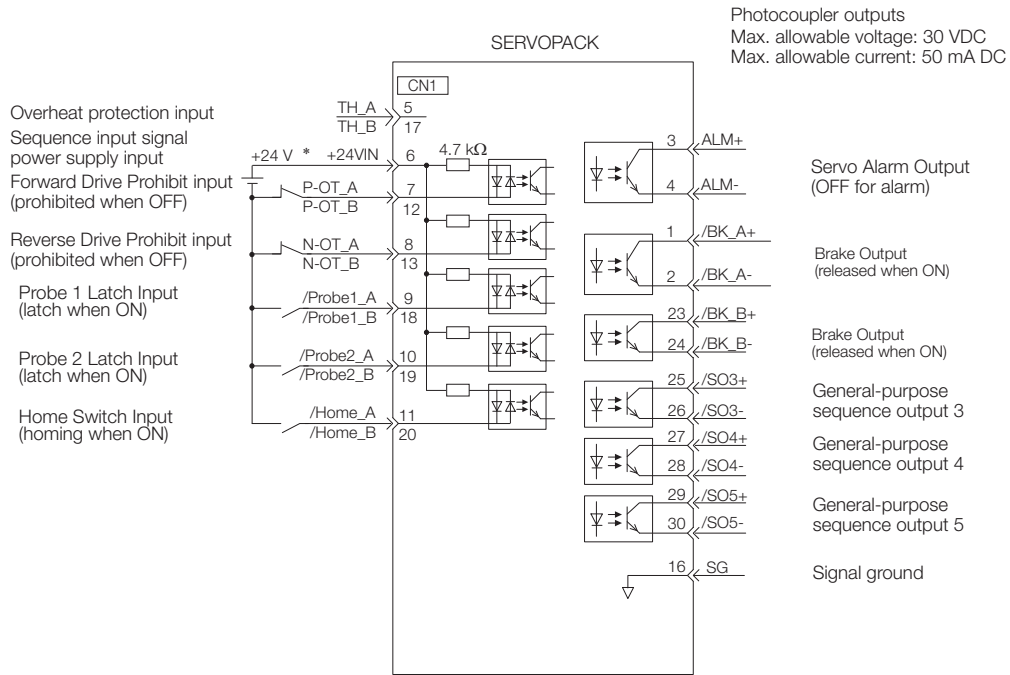 Photocoupler outputs
Max. allowable voltage: 30 VDC
Max. allowable current: 50 mA DC
SERVOPACK
CN1
Overheat protection input
TH_A 5
TH_B 17
Sequence input signal
power supply input
+24 V * +24VIN 6 4.7 kΩ
Forward Drive Prohibit input
(prohibited when OFF)
P-OT_A 7
P-OT_B 12
Reverse Drive Prohibit input
(prohibited when OFF)
N-OT_A 8
N-OT_B 13
Probe 1 Latch Input
(latch when ON)
/Probe1_A 9
/Probe1_B 18
Probe 2 Latch Input
(latch when ON)
/Probe2_A 10
/Probe2_B 19
Home Switch Input
(homing when ON)
/Home_A 11
/Home_B 20
3 ALM+
4 ALM-
Servo Alarm Output
(OFF for alarm)
1 /BK_A+
2 /BK_A-
Brake Output
(released when ON)
23 /BK_B+
24 /BK_B-
Brake Output
(released when ON)
25 /SO3+
26 /SO3-
General-purpose
sequence output 3
27 /SO4+
28 /SO4-
General-purpose
sequence output 4
29 /SO5+
30 /SO5-
General-purpose
sequence output 5
16 SG
Signal ground